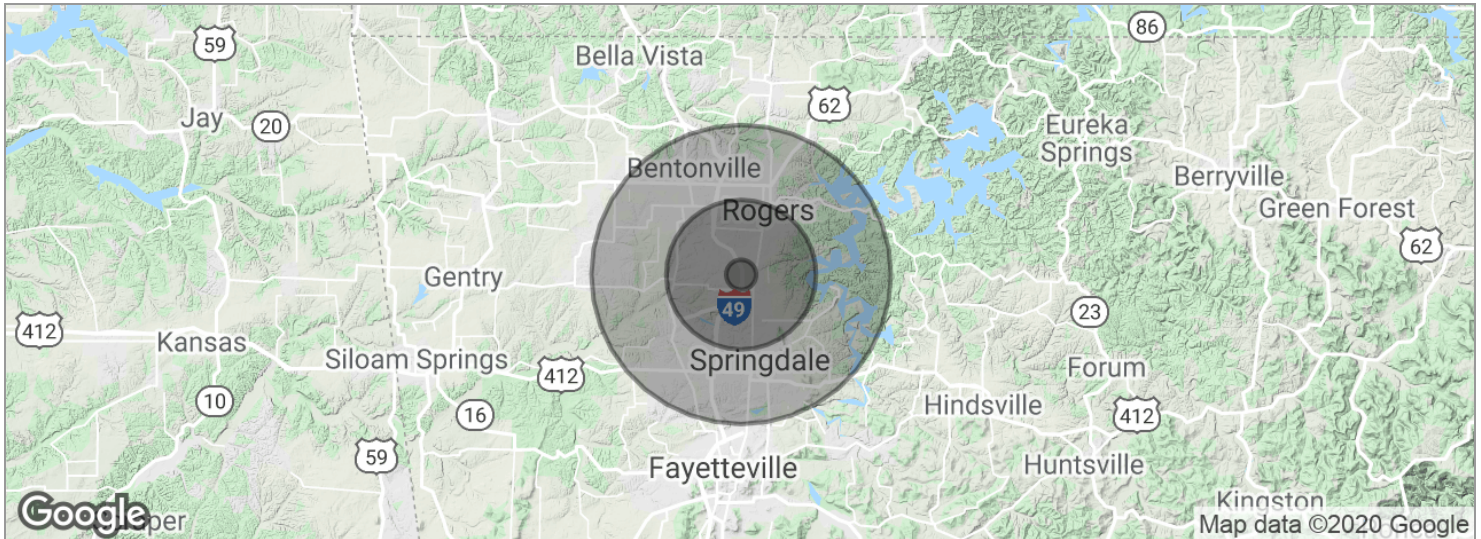 86
59
Bella Vista
62
Jay
20
Eureka
Springs
Bentonville
Berryville
Rogers
Green Forest
62
Gentry
49
23
412
Kansas
Siloam Springs
Springdale
412
Forum
10
16
Hindsville
412
59
Fayetteville
Huntsville
Kingston
Google
Map data ©2020 Google